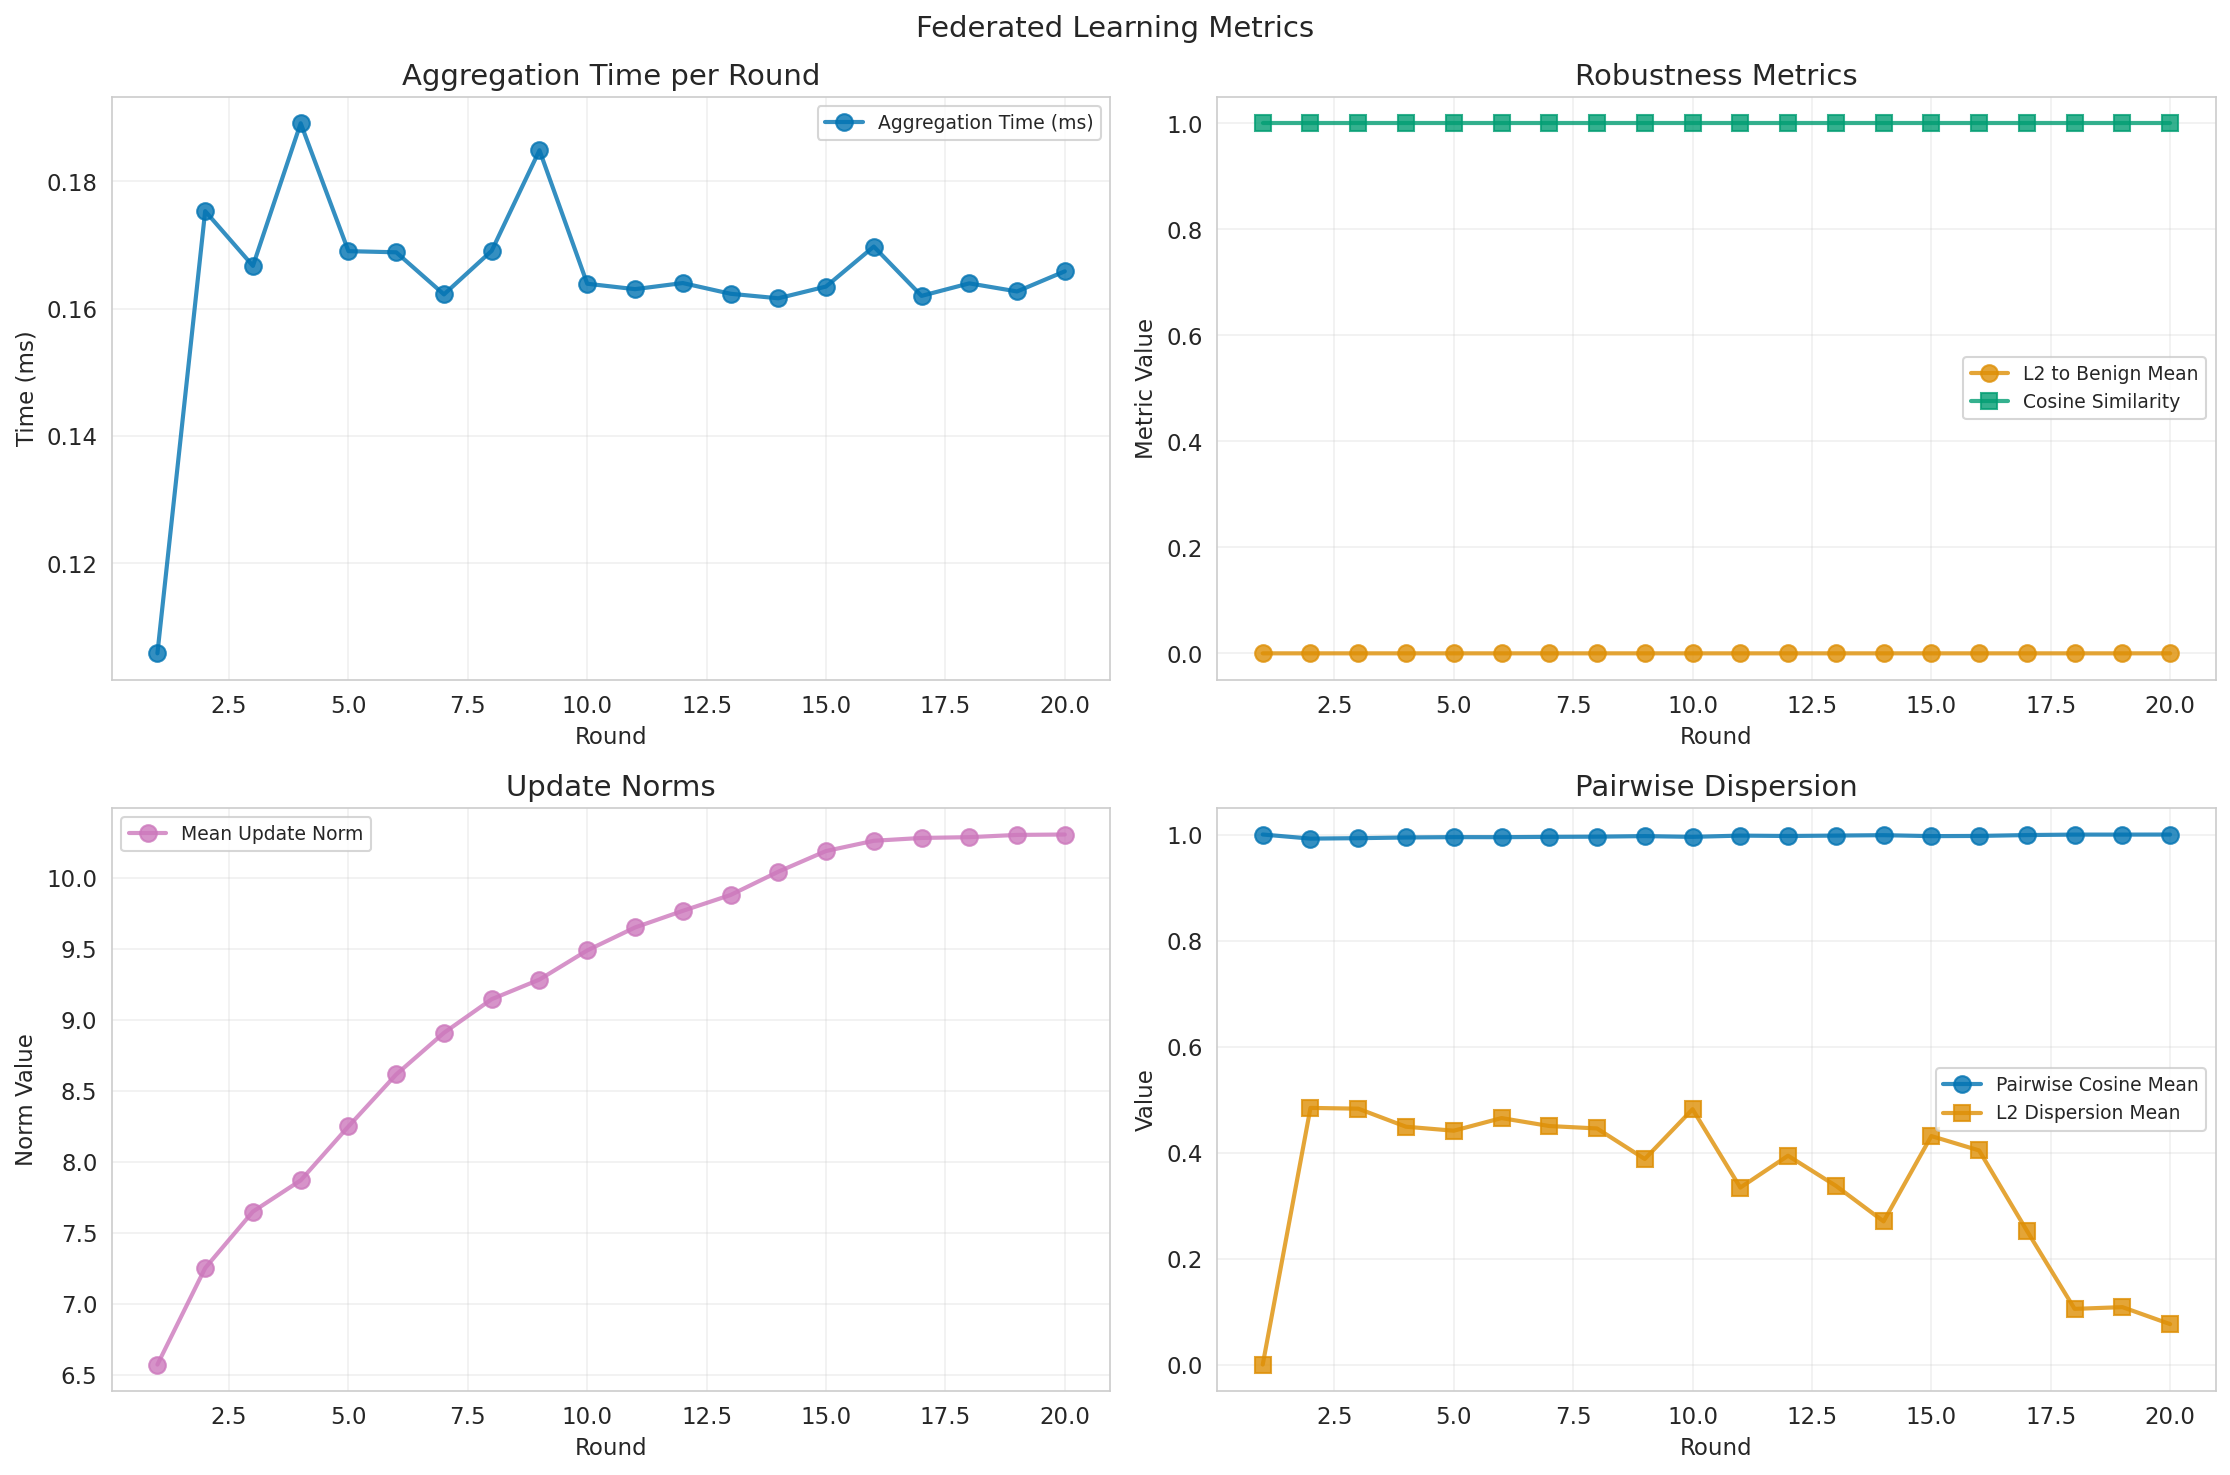 Federated Learning Metrics
Aggregation Time per Round
Aggregation Time (ms)
Time (ms)
0.18
0.16
0.14
0.12
2.5 5.0 7.5 10.0 12.5 15.0 17.5 20.0
Round
Robustness Metrics
Metric Value
1.0
0.8
0.6
0.4
0.2
0.0
L2 to Benign Mean
Cosine Similarity
2.5 5.0 7.5 10.0 12.5 15.0 17.5 20.0
Round
Update Norms
Mean Update Norm
Norm Value
10.0
9.5
9.0
8.5
8.0
7.5
7.0
6.5
2.5 5.0 7.5 10.0 12.5 15.0 17.5 20.0
Round
Pairwise Dispersion
Value
1.0
0.8
0.6
0.4
0.2
0.0
Pairwise Cosine Mean
L2 Dispersion Mean
2.5 5.0 7.5 10.0 12.5 15.0 17.5 20.0
Round